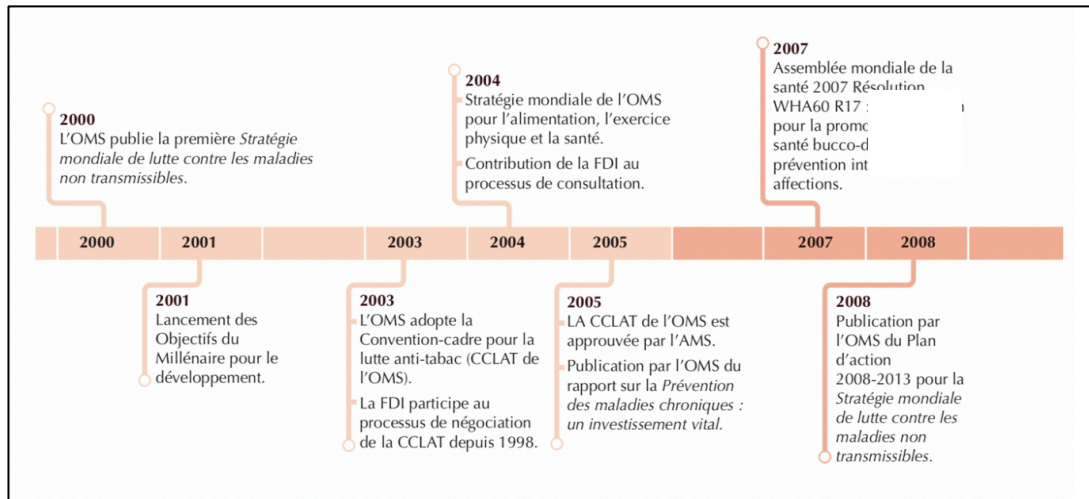 2000
L’OMS publie la première Stratégie
mondiale de lutte contre les maladies
non transmissibles.
2004
Stratégie mondiale de l’OMS
pour l’alimentation, l’exercice
physique et la santé.
Contribution de la FDI au
processus de consultation.
2007
Assemblée mondiale de la
santé 2007 Résolution
WHA60 R17 :
pour la
santé
prévention
affections.
2000 2001 2003 2004 2005 2007 2008
2001
Lancement des
Objectifs du
Millénaire pour le
développement.
2003
L’OMS adopte la
Convention-cadre pour la
lutte anti-tabac (CCLAT de
l’OMS).
La FDI participe au
processus de négociation
de la CCLAT depuis 1998.
2005
LA CCLAT de l’OMS est
approuvée par l’AMS.
Publication par l’OMS du
rapport sur la Prévention
des maladies chroniques :
un investissement vital.
2008
Publication par
l’OMS du Plan
d’action
2008-2013 pour la
Stratégie mondiale
de lutte contre les
maladies non
transmissibles.